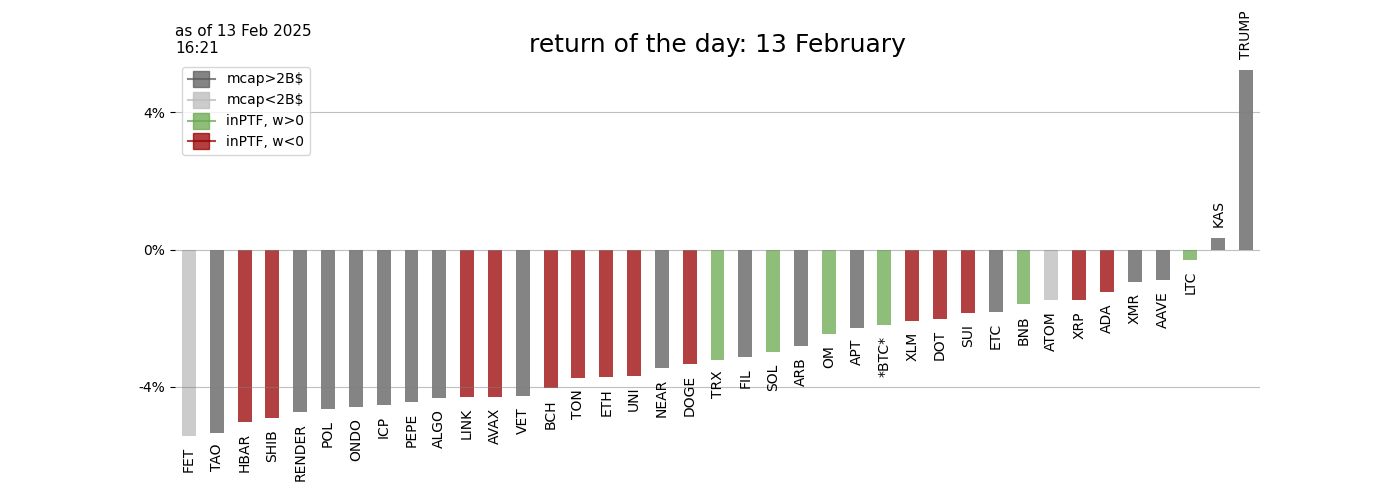 as of 13 Feb 2025
16:21
return of the day: 13 February
TRUMP
mcap>2B$
mcap<2B$
inPTF, w>0
inPTF, w<0
4%
0%
-4%
FET
TAO
HBAR
SHIB
RENDER
POL
ONDO
ICP
PEPE
ALGO
LINK
AVAX
VET
BCH
TON
ETH
UNI
NEAR
DOGE
TRX
FIL
SOL
ARB
OM
APT
*BTC*
XLM
DOT
SUI
ETC
BNB
ATOM
XRP
ADA
XMR
AAVE
LTC
KAS